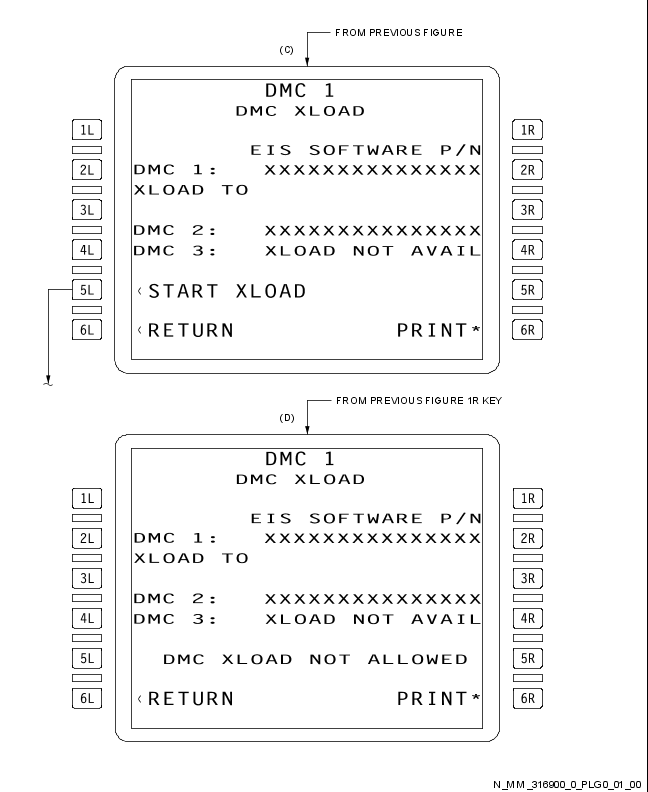 FROM PREVIOUS FIGURE
(C)
DMC 1
DMC XLOAD
1L 1R
EIS SOFTWARE P/N
2L DMC 1: XXXXXXXXXXXXXXX 2R
XLOAD TO
3L 3R
DMC 2: XXXXXXXXXXXXXXX
4L DMC 3: XLOAD NOT AVAIL 4R
5L <START XLOAD 5R
6L <RETURN PRINT* 6R
FROM PREVIOUS FIGURE 1R KEY
(D)
DMC 1
DMC XLOAD
1L 1R
EIS SOFTWARE P/N
2L DMC 1: XXXXXXXXXXXXXXX 2R
XLOAD TO
3L 3R
DMC 2: XXXXXXXXXXXXXXX
4L DMC 3: XLOAD NOT AVAIL 4R
5L DMC XLOAD NOT ALLOWED 5R
6L <RETURN PRINT* 6R
N_MM_316900_0_PLG0_01_00